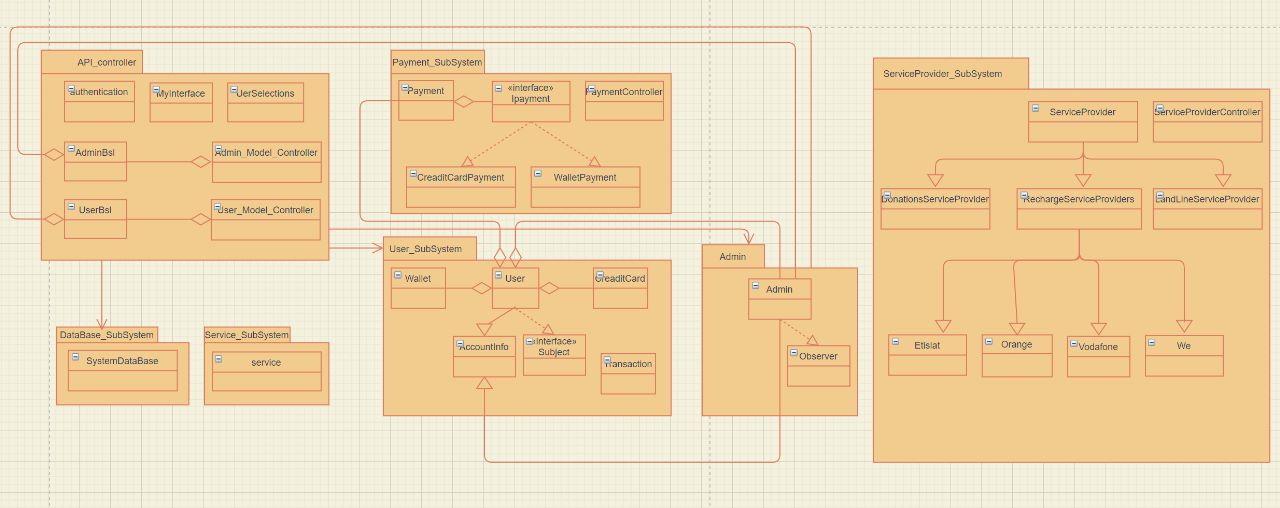 API_controller
Authentication
MyInterface
UerSelections
AdminBsl
Admin_Model_Controller
UserBsl
User_Model_Controller
Payment_SubSystem
Payment
«interface»
Ipayment
PaymentController
CreaditCardPayment
WalletPayment
ServiceProvider_SubSystem
ServiceProvider
ServiceProviderController
DonationsServiceProvider
RechargeServiceProviders
LandLineServiceProvider
Etislat
Orange
Vodafone
We
User_SubSystem
Wallet
User
CreaditCard
AccountInfo
«interface»
Subject
Transaction
Admin
Admin
Observer
DataBase_SubSystem
SystemDataBase
Service_SubSystem
service